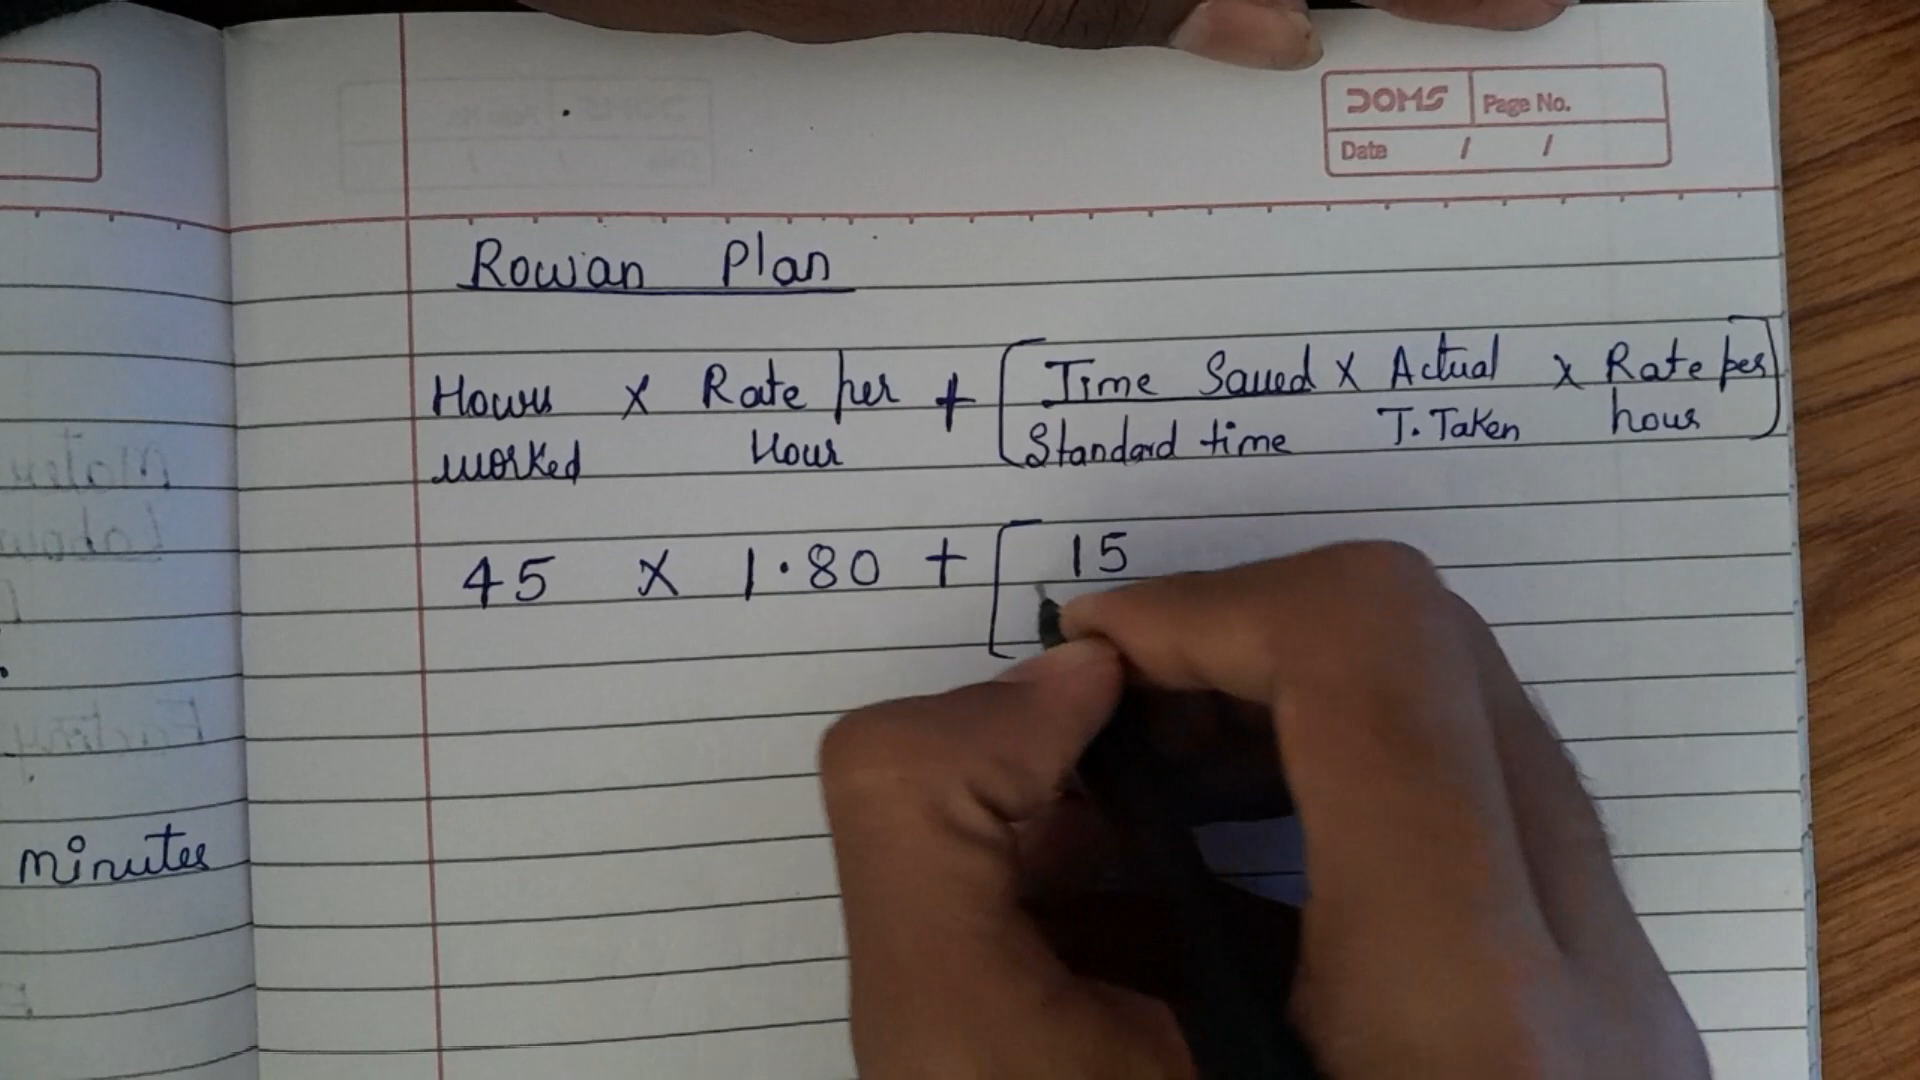 DOMS Page No.
Date / /
Rowan Plan
Hours x Rate per + [ Time Saved x Actual x Rate per ]
worked Hour Standard time T. Taken hour
45 x 1.80 + [ 15
minutes